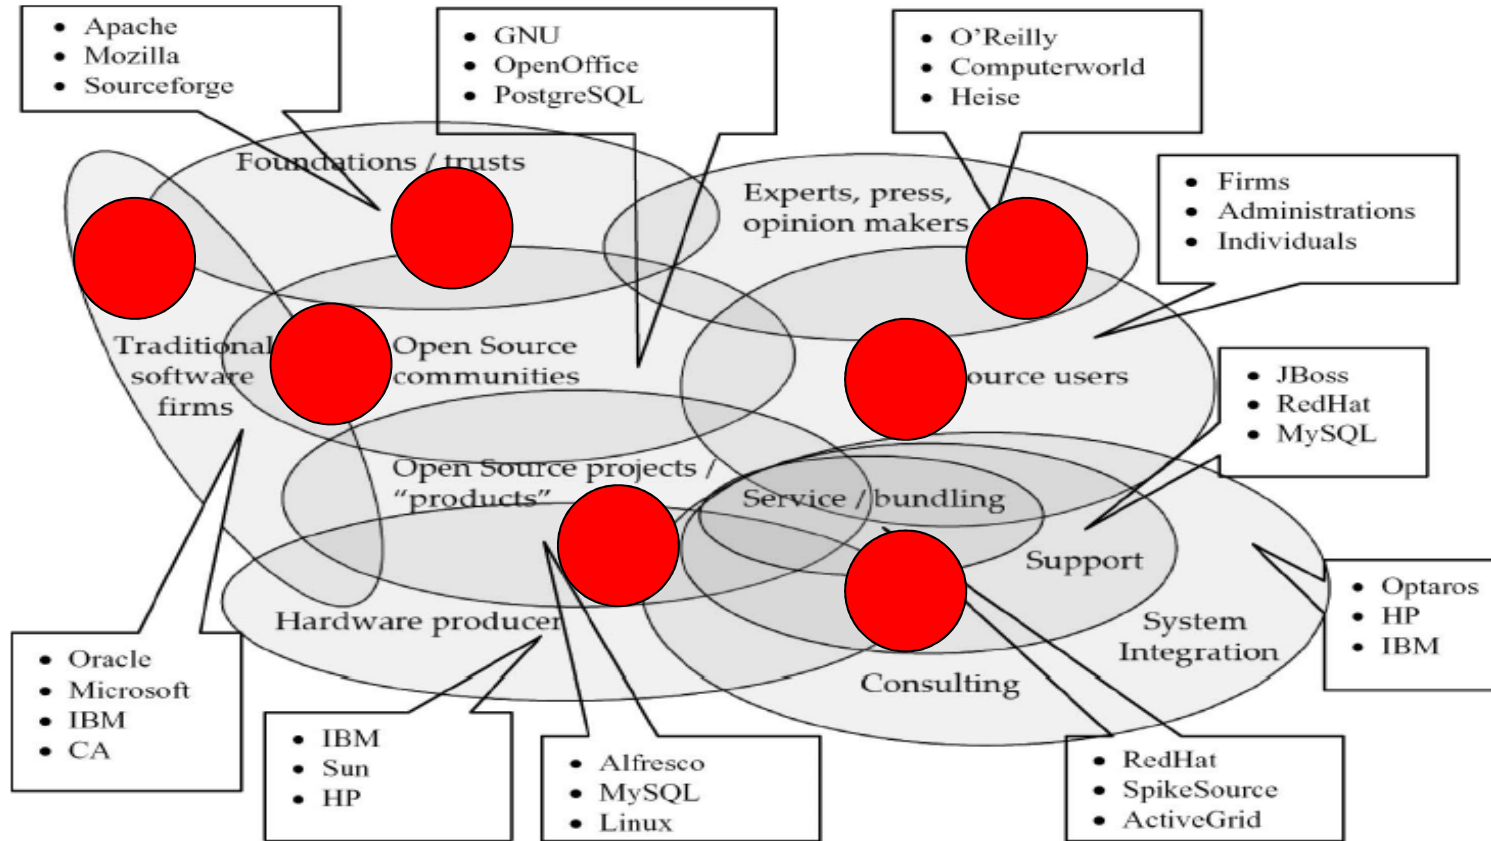 • Apache
• Mozilla
• Sourceforge
• GNU
• OpenOffice
• PostgreSQL
• O'Reilly
• Computerworld
• Heise
• Firms
• Administrations
• Individuals
Foundations / trusts
Experts, press,
opinion makers
Traditional
software
firms
Open Source
communities
ource users
• JBoss
• RedHat
• MySQL
Open Source projects /
“products”
Service / bundling
Support
Hardware producer
System
Integration
Consulting
• Optaros
• HP
• IBM
• Oracle
• Microsoft
• IBM
• CA
• IBM
• Sun
• HP
• Alfresco
• MySQL
• Linux
• RedHat
• SpikeSource
• ActiveGrid